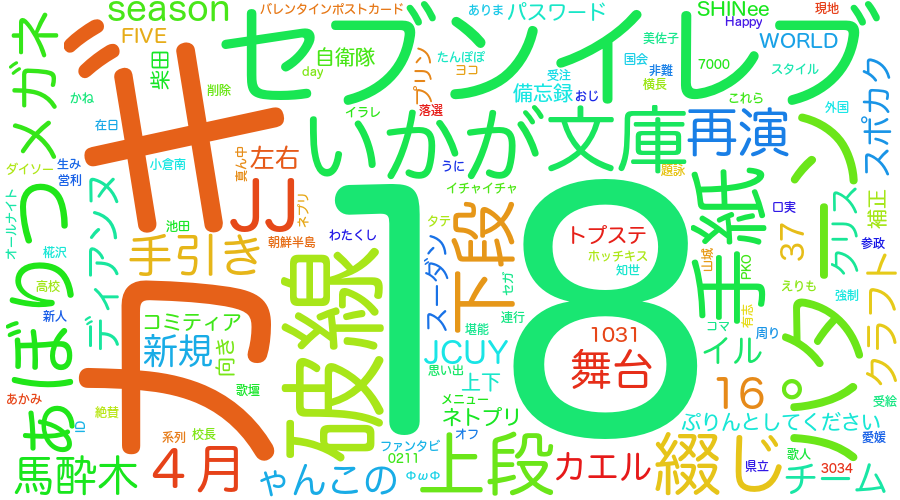 season
バレンタインポストカード
ありま
パスワード
SHINee
Happy
現地
FIVE
セブンイレブン
美佐子
WORLD
メガネ
柴田
自衛隊
たんぽぽ
国会
非難
7000
スタイル
day
プリン
ヨコ
受注
横長
かね
削除
イラレ
備忘録
おじ
これら
スポカク
ギガ
落選
外国
在日
いかが
文庫
再演
真ん中
左右
うに
題詠
ダイソー
生み
小倉南
営利
イチャイチャ
あぼりつ
オールナイト
ディアンヌ
JJ
ネプリ
18
手紙
クリス
補正
池田
タテ
下段
トプステ
口実
37
参政
手引き
朝鮮半島
わたくし
スーダン
ホッチキス
知世
山城
PKO
パターン
クラフト
椛沢
破線
セガ
えりも
高校
強制
新人
コミティア
堪能
連行
有志
コマ
周り
新規
向き
JCUY
1031
イル
思い出
上下
舞台
あかみ
歌壇
メニュー
16
受絵
絶賛
ID
ネトプリ
ぷりんとしてください
系列
校長
オフ
愛媛
馬酔木
4月
ファンタビ
0211
上段
カエル
綴じ
歌人
県立
3034
ゃんこの
ΦωΦ
チーム